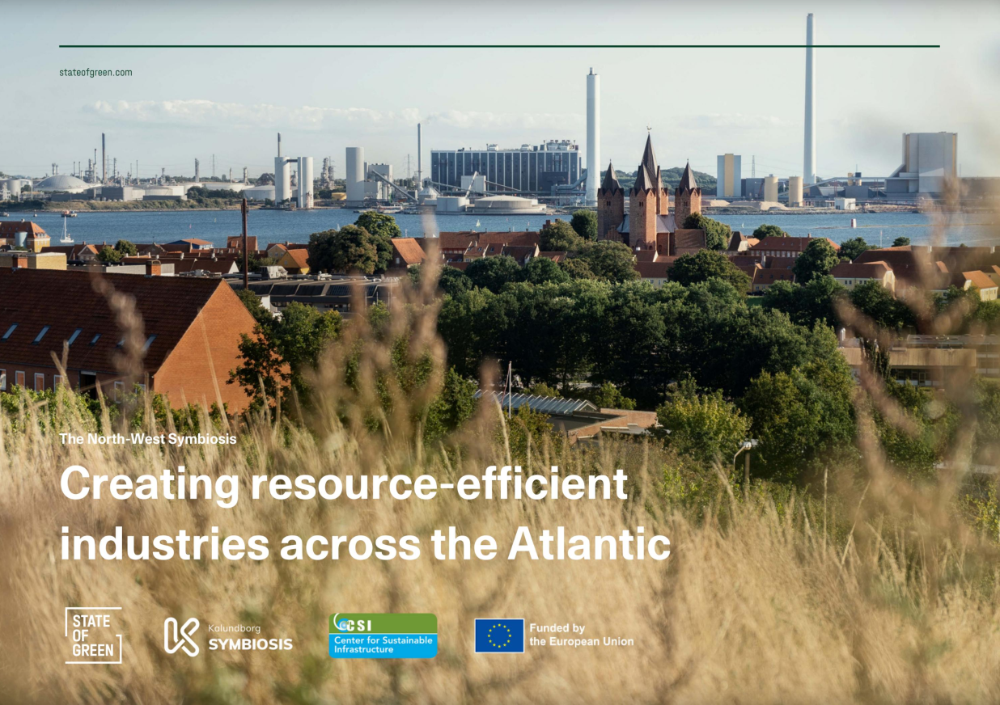 stateofgreen.com
The North-West Symbiosis
Creating resource-efficient
industries across the Atlantic
STATE
OF
GREEN
Kalundborg
SYMBIOSIS
CSI
Center for Sustainable
Infrastructure
Funded by
the European Union